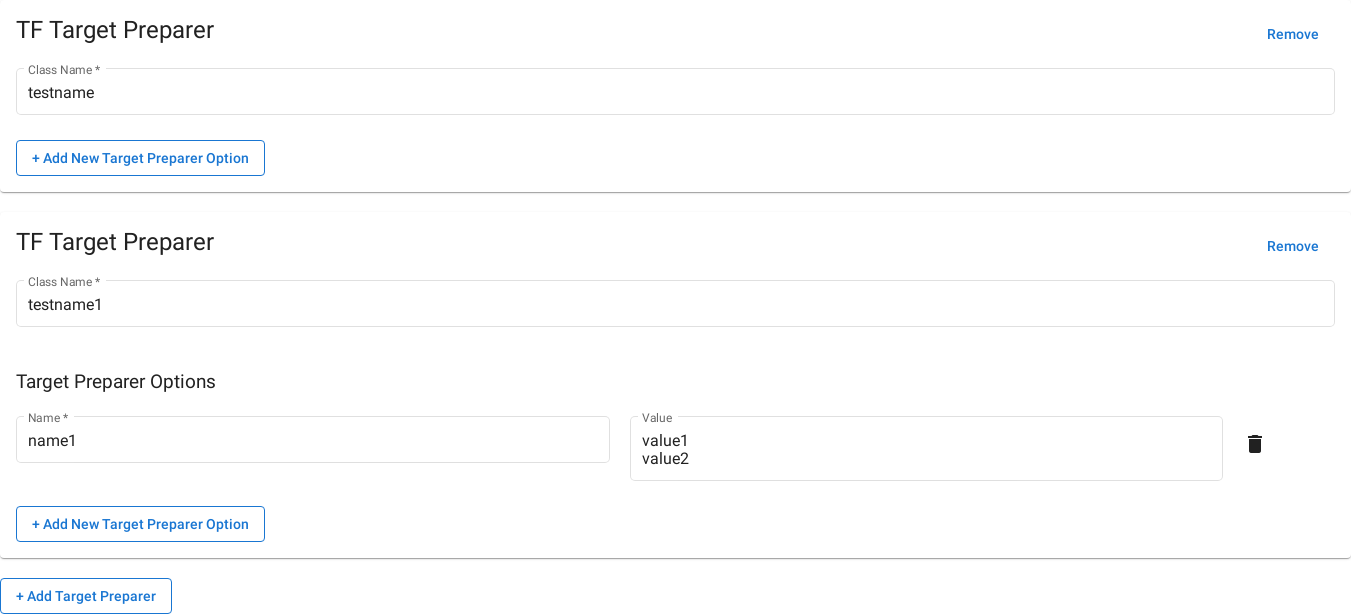 TF Target Preparer
Remove
Class Name *
testname
+ Add New Target Preparer Option
TF Target Preparer
Remove
Class Name *
testname1
Target Preparer Options
Name *
name1
Value
value1
value2
+ Add New Target Preparer Option
+ Add Target Preparer